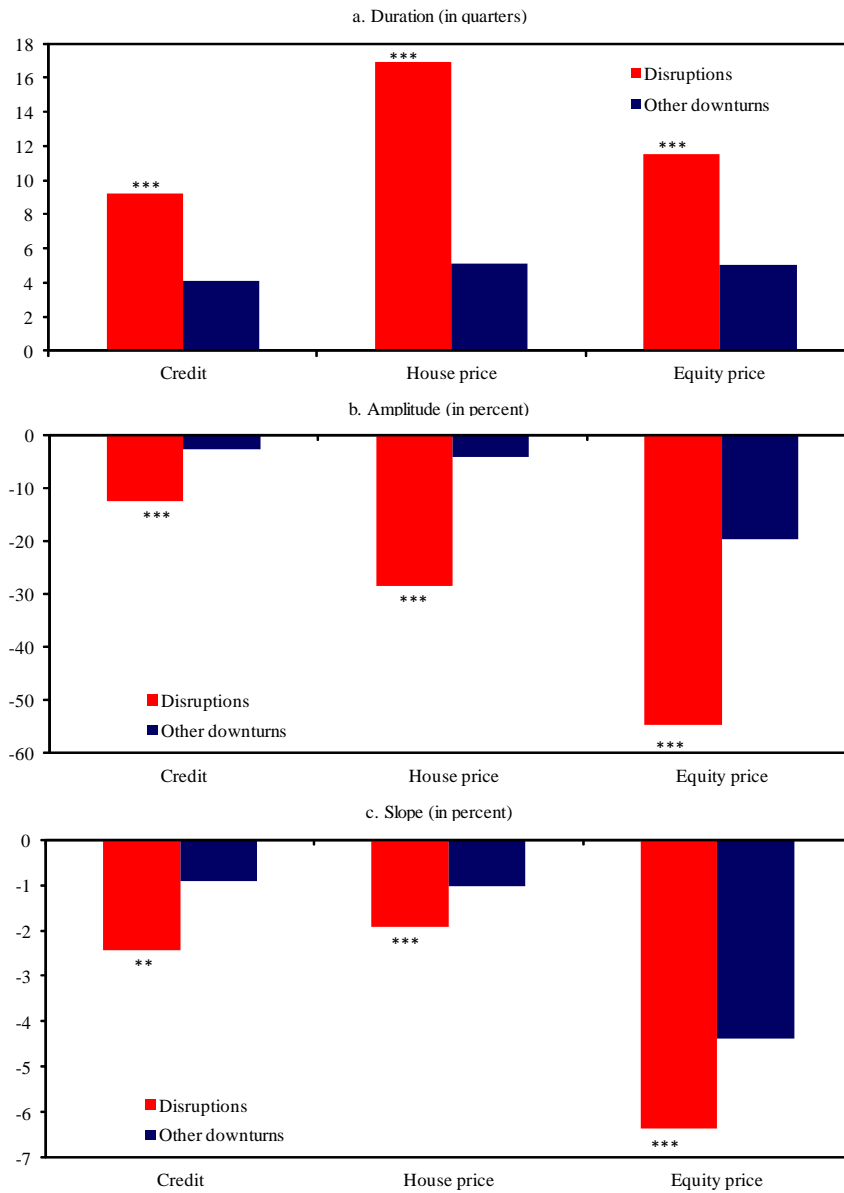 a. Duration (in quarters)
18
16
14
12
10
8
6
4
2
0
***
***
***
Disruptions
Other downturns
Credit
House price
Equity price
b. Amplitude (in percent)
0
-10
-20
-30
-40
-50
-60
***
***
***
Disruptions
Other downturns
Credit
House price
Equity price
c. Slope (in percent)
0
-1
-2
-3
-4
-5
-6
-7
**
***
***
Disruptions
Other downturns
Credit
House price
Equity price